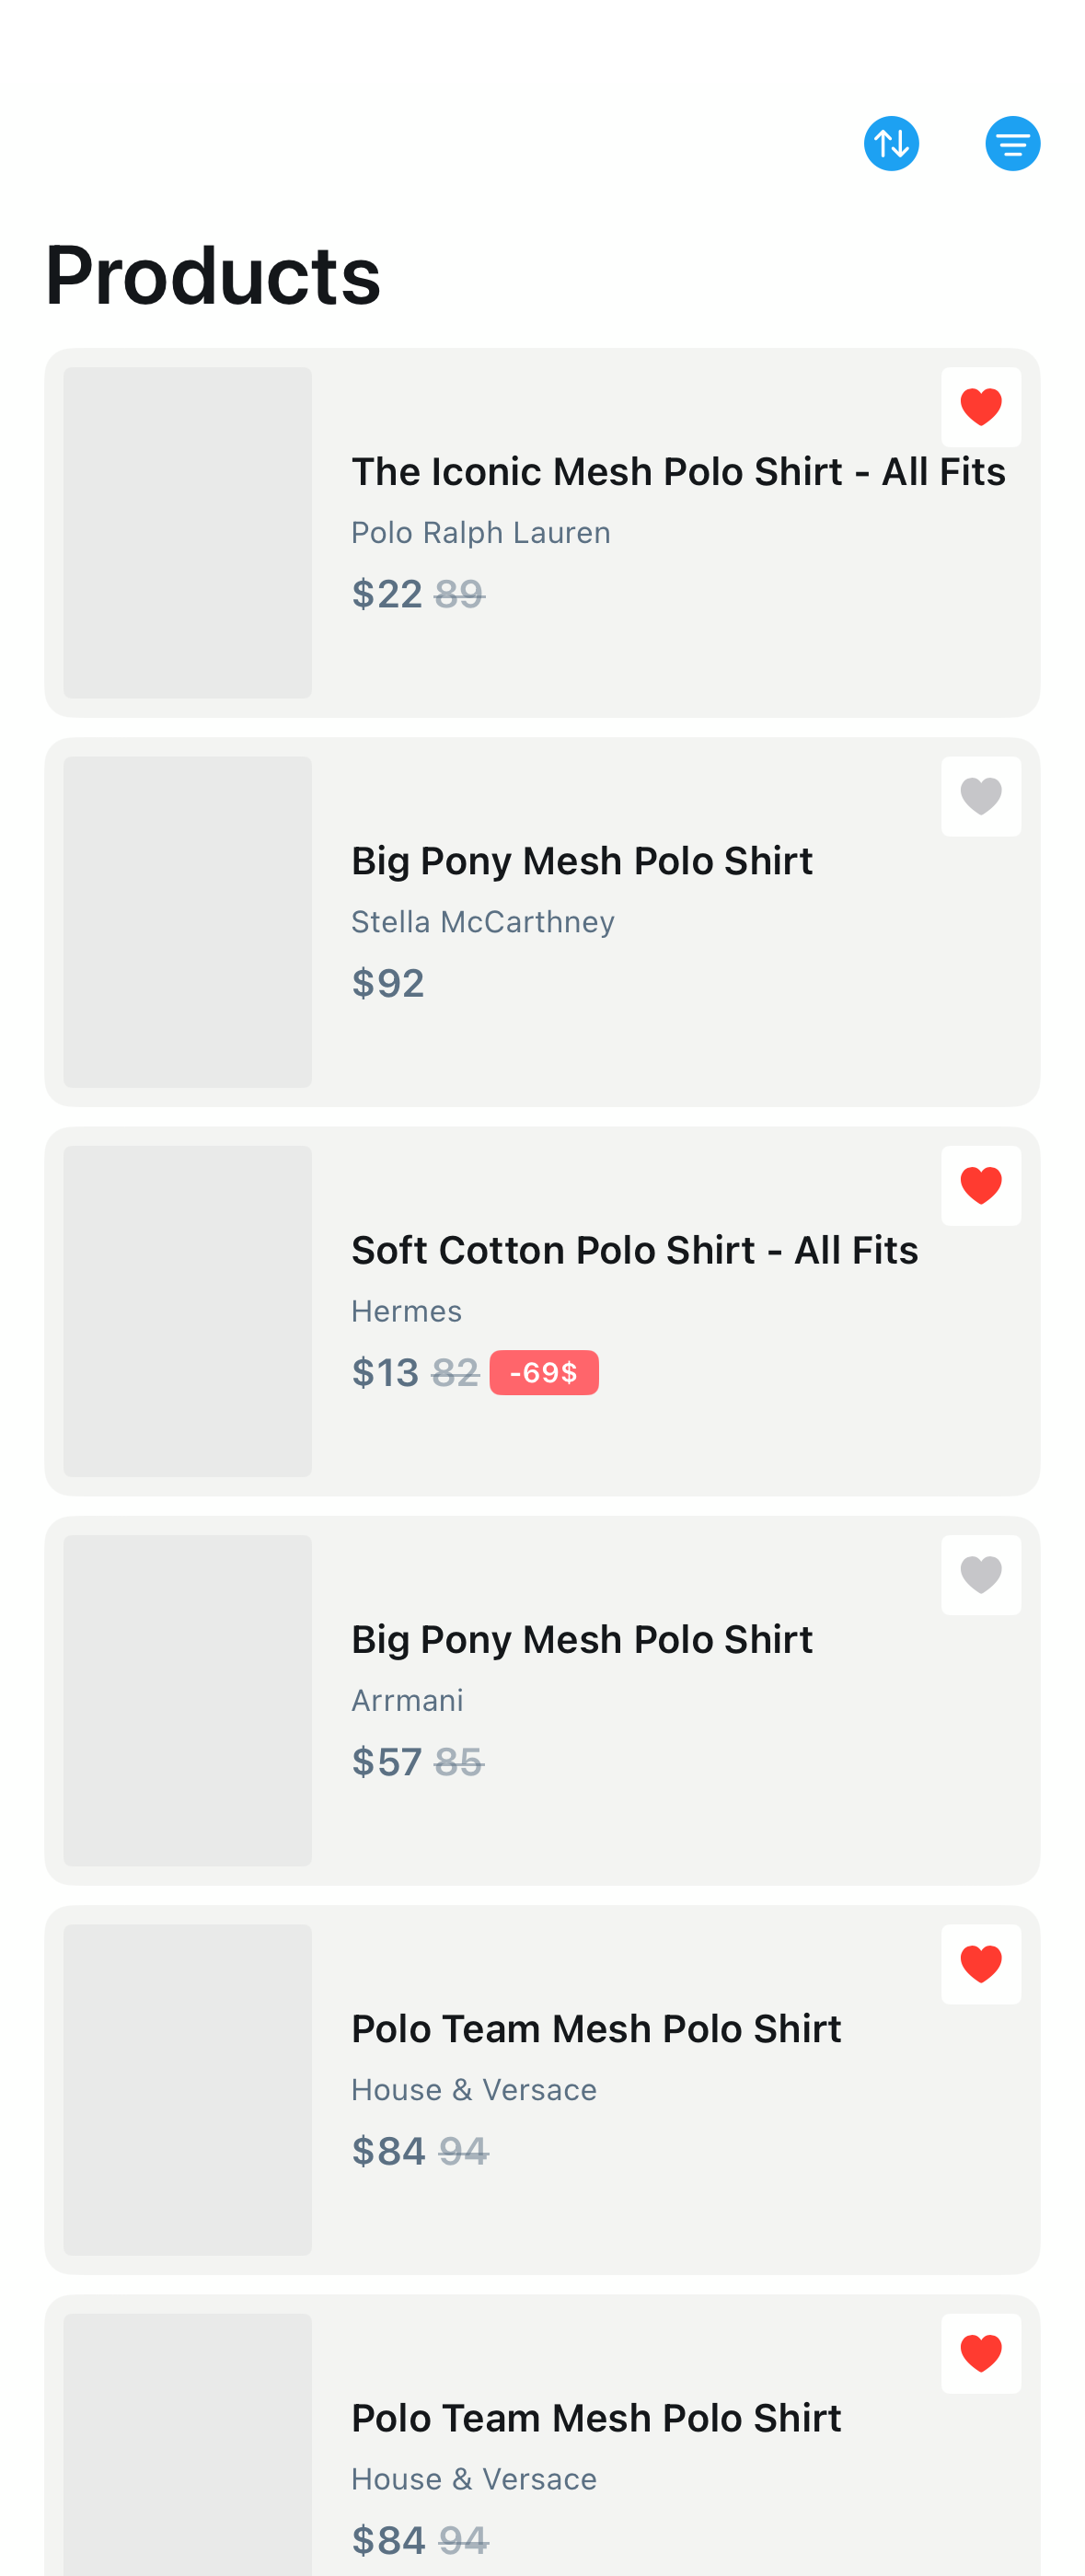 Products
The Iconic Mesh Polo Shirt - All Fits
Polo Ralph Lauren
$22 89
Big Pony Mesh Polo Shirt
Stella McCarthney
$92
Soft Cotton Polo Shirt - All Fits
Hermes
$13 82 -69$
Big Pony Mesh Polo Shirt
Arrmani
$57 85
Polo Team Mesh Polo Shirt
House & Versace
$84 94
Polo Team Mesh Polo Shirt
House & Versace
$84 94